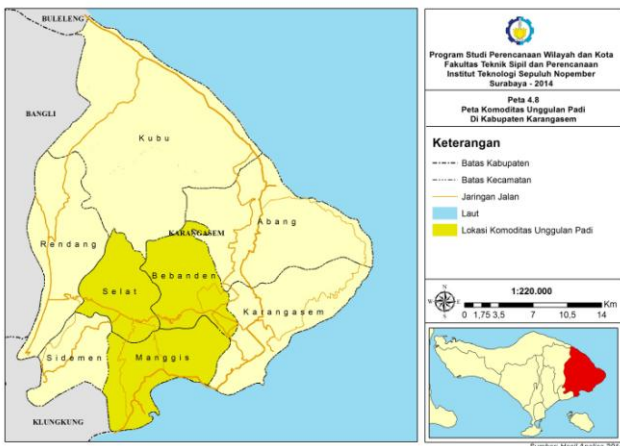 BULELENG
BANGLI
Kubu
Abang
KARANGASEM
Rendang
Bebanden
Selat
Karangasem
Sidemen
Manggis
KLUNGKUNG
Program Studi Perencanaan Wilayah dan Kota
Fakultas Teknik Sipil dan Perencanaan
Institut Teknologi Sepuluh Nopember
Surabaya - 2014
Peta 4.8
Peta Komoditas Unggulan Padi
Di Kabupaten Karangasem
Keterangan
Batas Kabupaten
Batas Kecamatan
Jaringan Jalan
Laut
Lokasi Komoditas Unggulan Padi
N
W E
S
1:220.000
0 1,75 3,5 7 10,5 14 Km